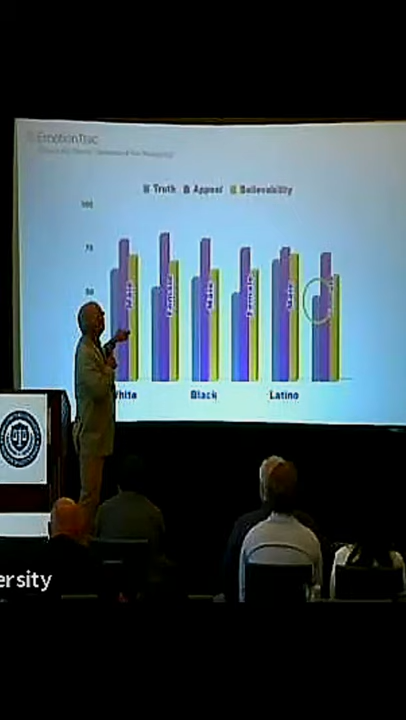 EmotionTrac
Truth Appeal Believability
100
75
50
Male Female Male Female Male
White Black Latino
ersity